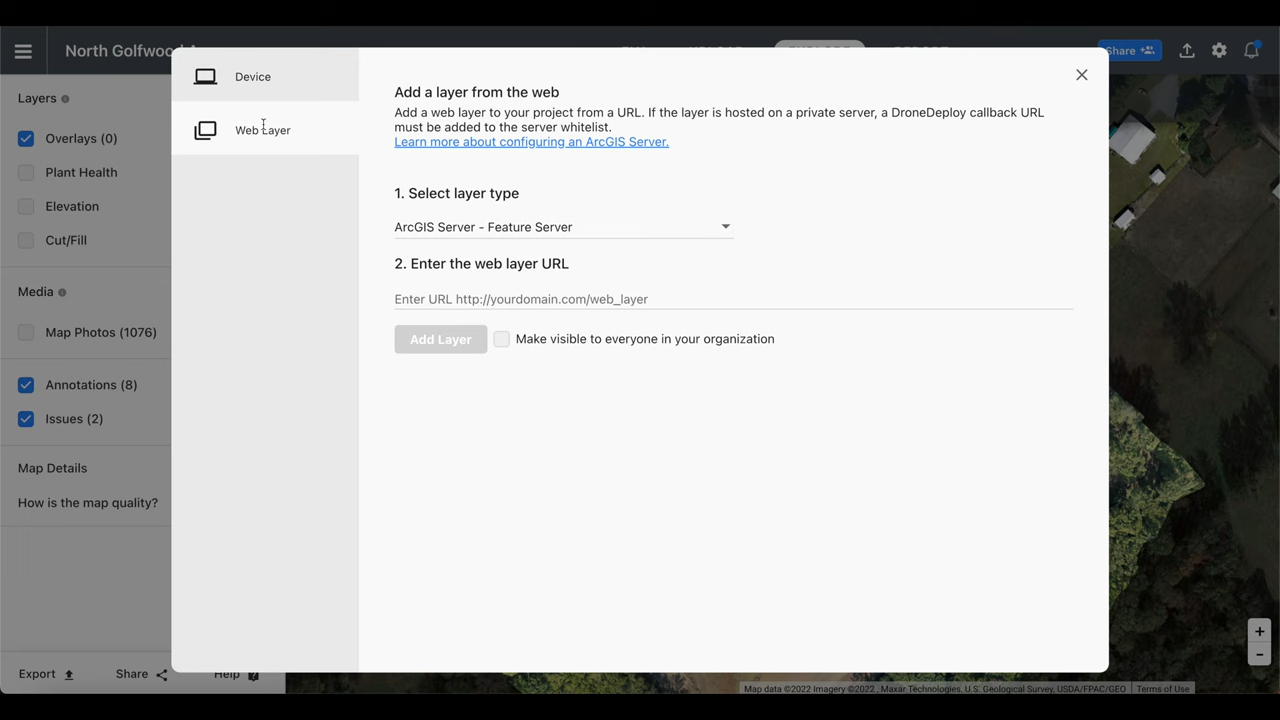 North Golfwood
Share
Layers
Overlays (0)
Plant Health
Elevation
Cut/Fill
Media
Map Photos (1076)
Annotations (8)
Issues (2)
Map Details
How is the map quality?
Export
Share
Help
Device
Web Layer
Add a layer from the web
Add a web layer to your project from a URL. If the layer is hosted on a private server, a DroneDeploy callback URL
must be added to the server whitelist.
Learn more about configuring an ArcGIS Server.
1. Select layer type
ArcGIS Server - Feature Server
2. Enter the web layer URL
Enter URL http://yourdomain.com/web_layer
Add Layer
Make visible to everyone in your organization
Map data ©2022 Imagery ©2022 , Maxar Technologies, U.S. Geological Survey, USDA/FPAC/GEO
Terms of Use